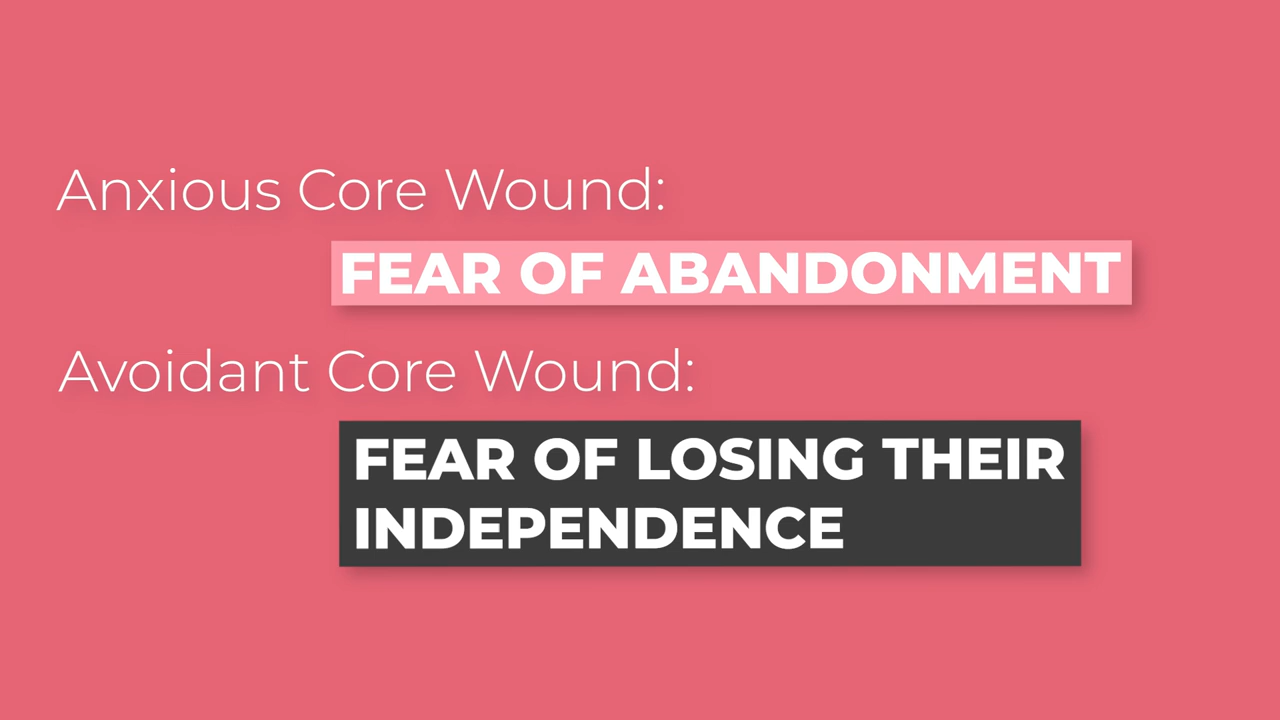 Anxious Core Wound:
FEAR OF ABANDONMENT
Avoidant Core Wound:
FEAR OF LOSING THEIR
INDEPENDENCE